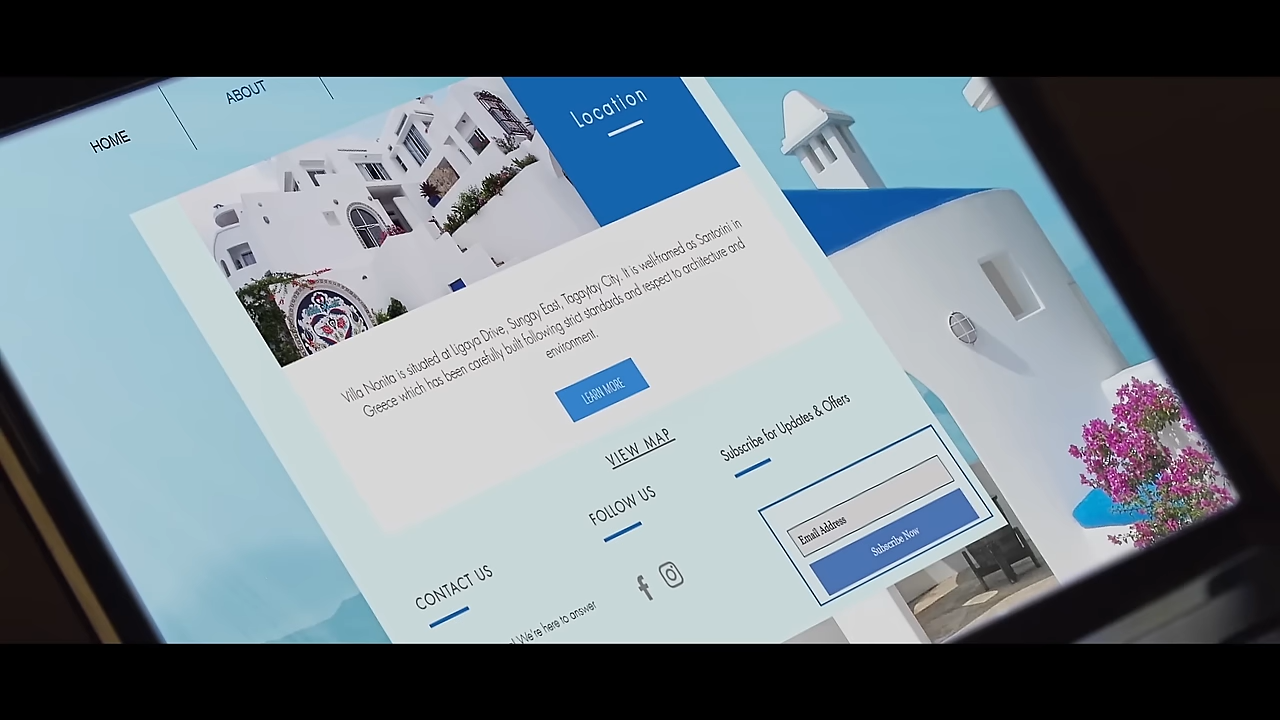 HOME
ABOUT
Location
Villa Nonita is situated at Ligaya Drive, Sungay East, Tagaytay City. It is well-framed as Santorini in
Greece which has been carefully built following strict standards and respect to architecture and
environment.
LEARN MORE
VIEW MAP
FOLLOW US
Subscribe for Updates & Offers
Email Address
Subscribe Now
CONTACT US
We're here to answer